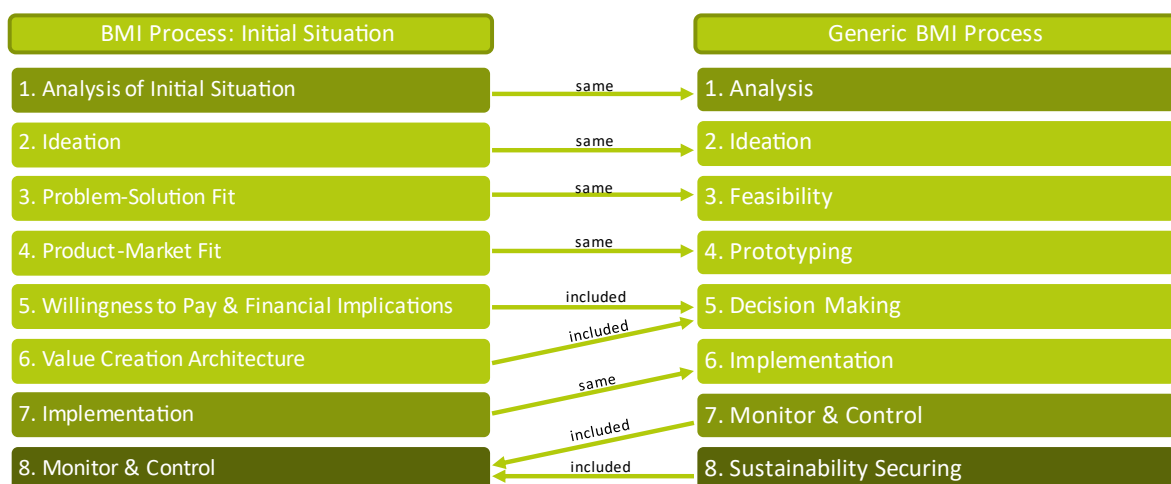 BMI Process: Initial Situation
Generic BMI Process
1. Analysis of Initial Situation
same
1. Analysis
2. Ideation
same
2. Ideation
3. Problem-Solution Fit
same
3. Feasibility
4. Product-Market Fit
same
4. Prototyping
5. Willingness to Pay & Financial Implications
included
5. Decision Making
6. Value Creation Architecture
included
6. Implementation
7. Implementation
same
7. Monitor & Control
8. Monitor & Control
included
included
8. Sustainability Securing